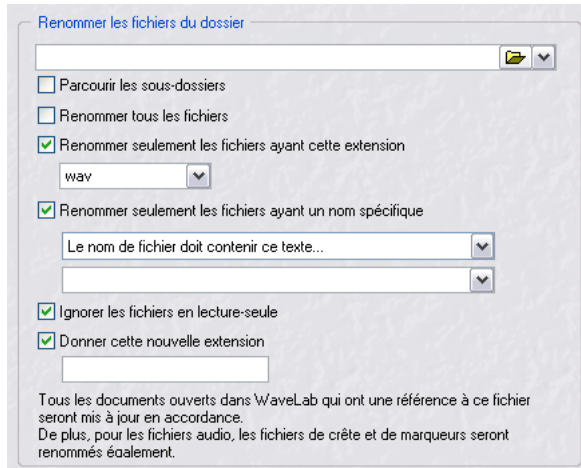 Renommer les fichiers du dossier
Parcourir les sous-dossiers
Renommer tous les fichiers
Renommer seulement les fichiers ayant cette extension
wav
Renommer seulement les fichiers ayant un nom spécifique
Le nom de fichier doit contenir ce texte...
Ignorer les fichiers en lecture-seule
Donner cette nouvelle extension
Tous les documents ouverts dans WaveLab qui ont une référence à ce fichier
seront mis à jour en accordance.
De plus, pour les fichiers audio, les fichiers de crête et de marqueurs seront
renommés également.